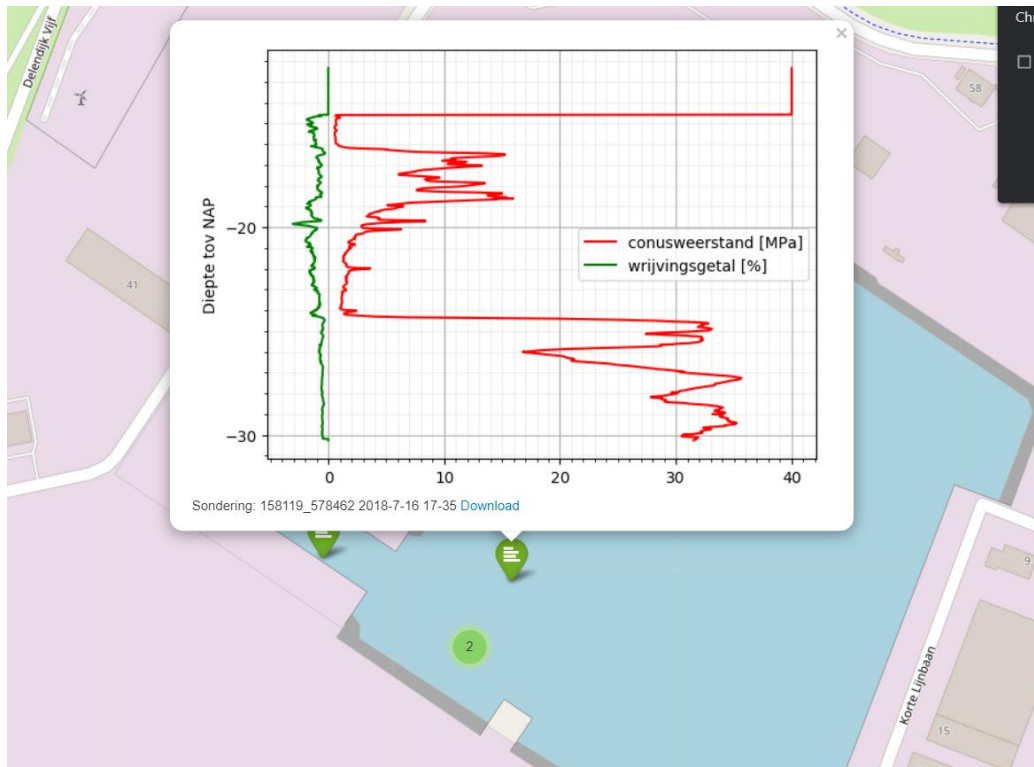 Delendijk Vijf
Ch
58
×
Diepte tov NAP
−20
−30
conusweerstand [MPa]
wrijvingsgetal [%]
0
10
20
30
40
Sondering: 158119_578462 2018-7-16 17-35 Download
41
9
2
Korte Lijnbaan
15